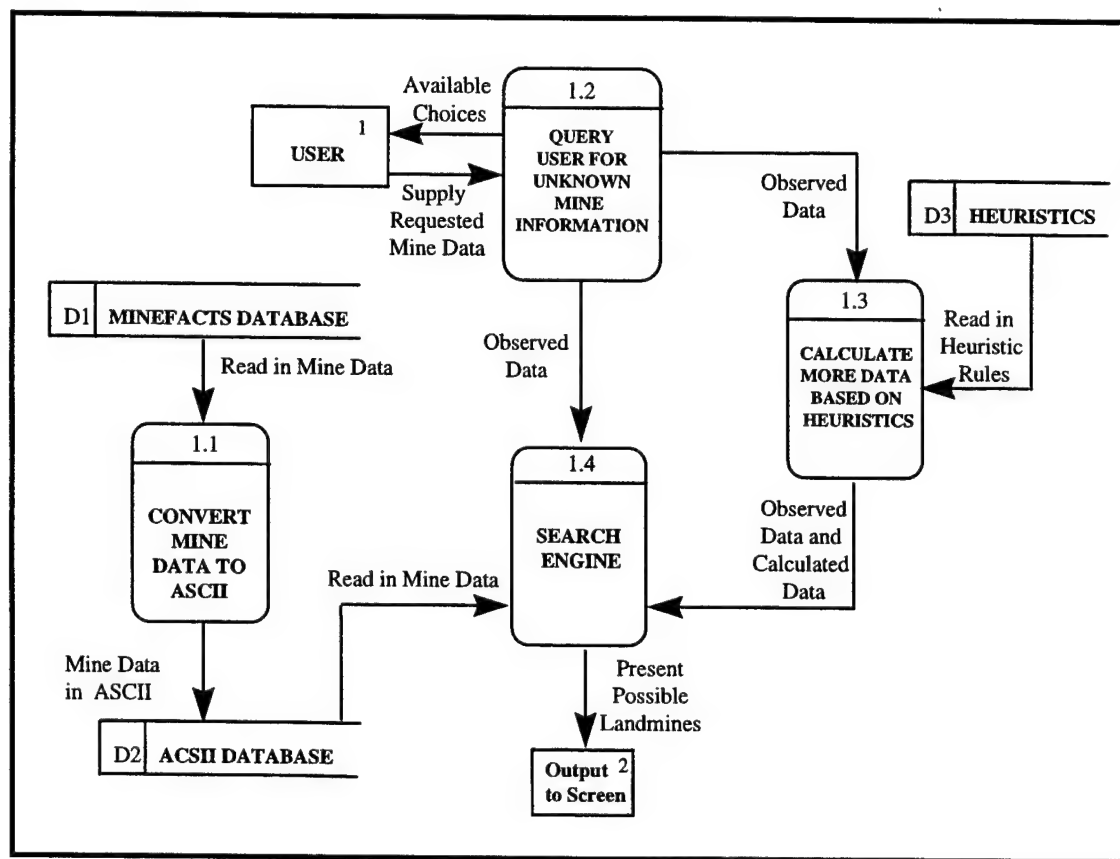 Available
Choices
1
USER
Supply
Requested
Mine Data
1.2
QUERY
USER FOR
UNKNOWN
MINE
INFORMATION
Observed
Data
D3 HEURISTICS
Read in
Heuristic
Rules
1.3
CALCULATE
MORE DATA
BASED ON
HEURISTICS
D1 MINEFACTS DATABASE
Read in Mine Data
Observed
Data
1.1
CONVERT
MINE
DATA TO
ASCII
1.4
SEARCH
ENGINE
Observed
Data and
Calculated
Data
Read in Mine Data
Mine Data
in ASCII
D2 ACSII DATABASE
Present
Possible
Landmines
Output 2
to Screen